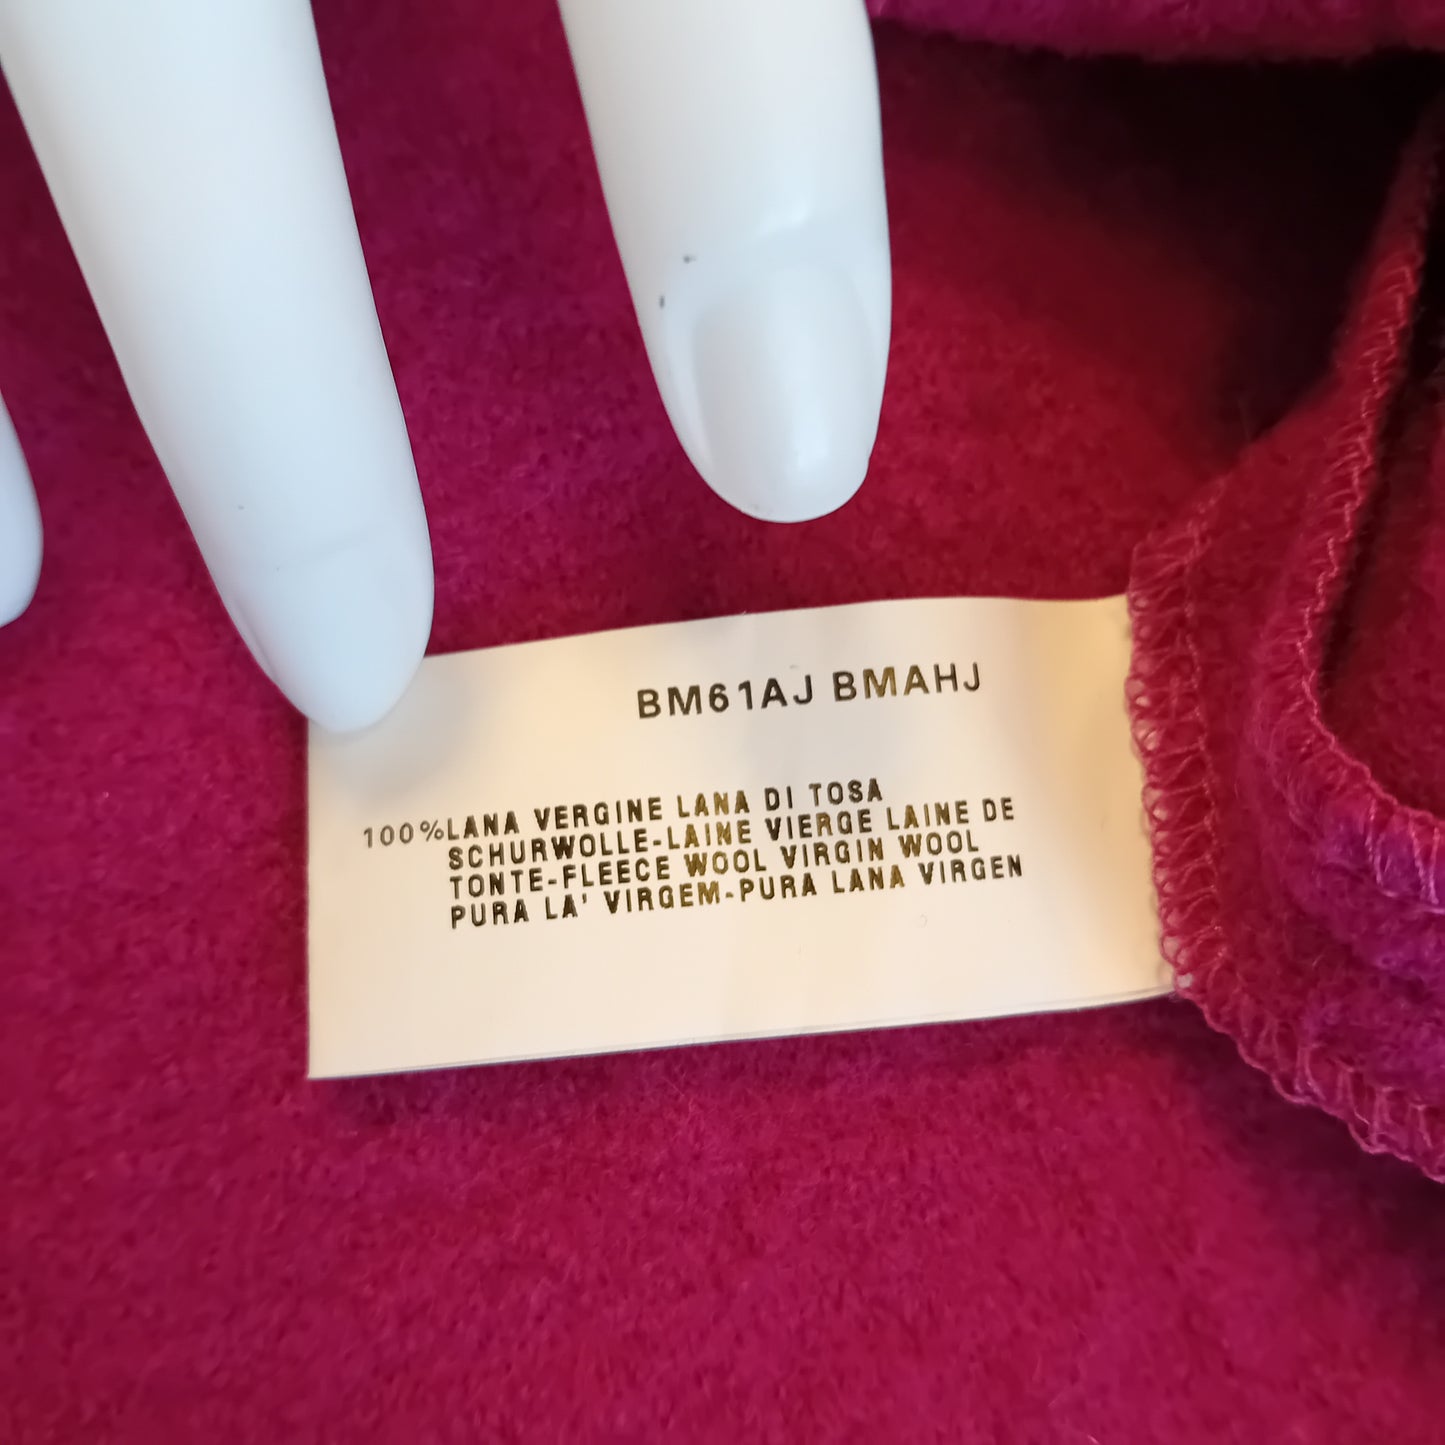 BM61AJ BMAHJ
100%LANA VERGINE LANA DI TOSA
SCHURWOLLE-LAINE VIERGE LAINE DE
TONTE-FLEECE WOOL VIRGIN WOOL
PURA LA' VIRGEM-PURA LANA VIRGEN